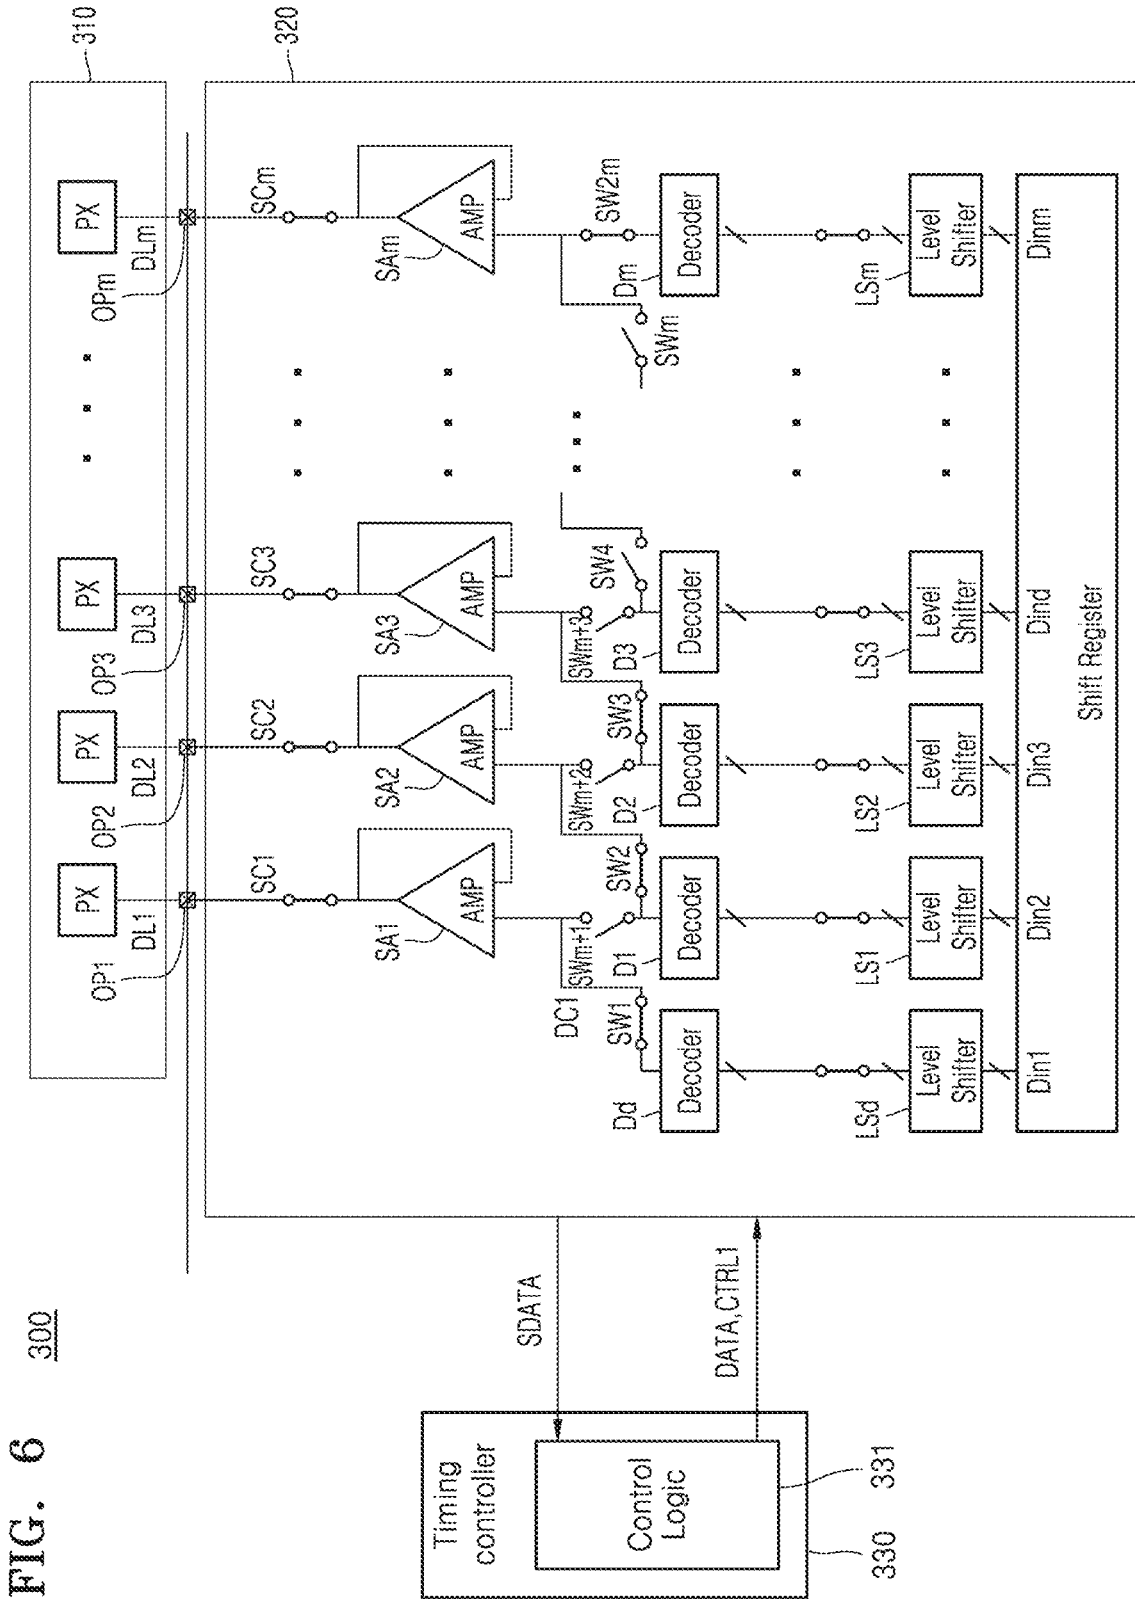 FIG. 6
300
310
PX
PX
PX
PX
DL1
DL2
DL3
DLm
OP1
OP2
OP3
OPm
320
SC1
SC2
SC3
SCm
AMP
AMP
AMP
AMP
SA1
SA2
SA3
SAm
DC1
SW1
SWm+1
SW2
SWm+2
SW3
SWm+3
SW4
SWm
SW2m
Dd
D1
D2
D3
Dm
Decoder
Decoder
Decoder
Decoder
Decoder
LSd
LS1
LS2
LS3
LSm
Level
Shifter
Level
Shifter
Level
Shifter
Level
Shifter
Level
Shifter
Din1
Din2
Din3
Dind
Dinm
Shift Register
SDATA
DATA,CTRL1
Timing
controller
Control
Logic
331
330